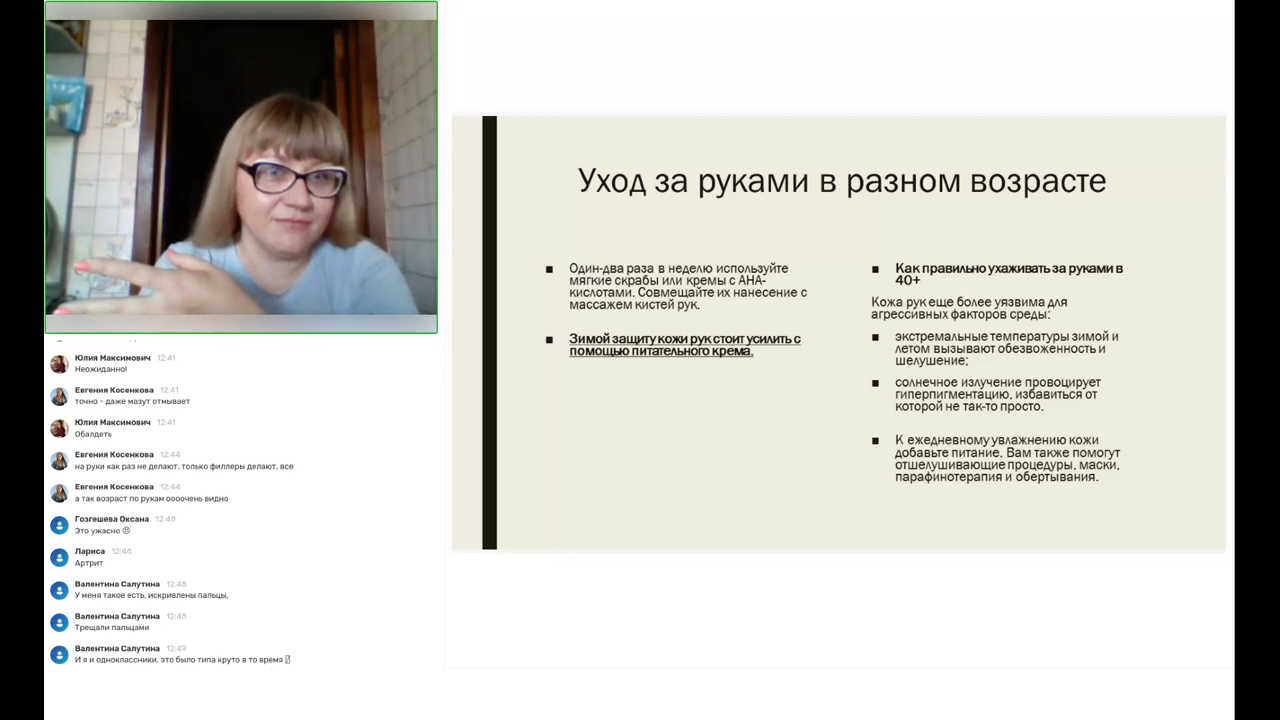 Юлия Максимович 12:41
Неожиданно!
Евгения Косенкова 12:41
точно - даже мазут отмывает
Юлия Максимович 12:41
Обалдеть
Евгения Косенкова 12:44
на руки как раз не делают. только филлеры делают. все
Евгения Косенкова 12:44
а так возраст по рукам оооочень видно
Гозгешева Оксана 12:48
Это ужасно ☹
Лариса 12:48
Артрит
Валентина Салутина 12:48
У меня такое есть, искривлены пальцы,
Валентина Салутина 12:48
Трещали пальцами
Валентина Салутина 12:49
И я и одноклассники, это было типа круто в то время
Уход за руками в разном возрасте
■ Один-два раза в неделю используйте
мягкие скрабы или кремы с АНА-
кислотами. Совмещайте их нанесение с
массажем кистей рук.
■ Зимой защиту кожи рук стоит усилить с
помощью питательного крема.
■ Как правильно ухаживать за руками в
40+
Кожа рук еще более уязвима для
агрессивных факторов среды:
■ экстремальные температуры зимой и
летом вызывают обезвоженность и
шелушение;
■ солнечное излучение провоцирует
гиперпигментацию, избавиться от
которой не так-то просто.
■ К ежедневному увлажнению кожи
добавьте питание. Вам также помогут
отшелушивающие процедуры, маски,
парафинотерапия и обертывания.